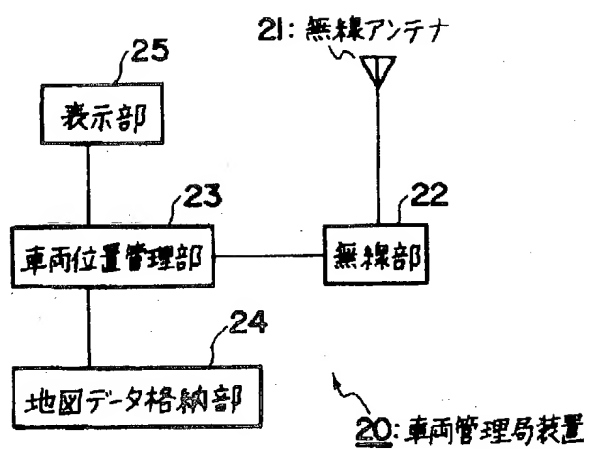 21:無線アンテナ
25
表示部
23
22
車両位置管理部
無線部
24
地図データ格納部
20:車両管理局装置